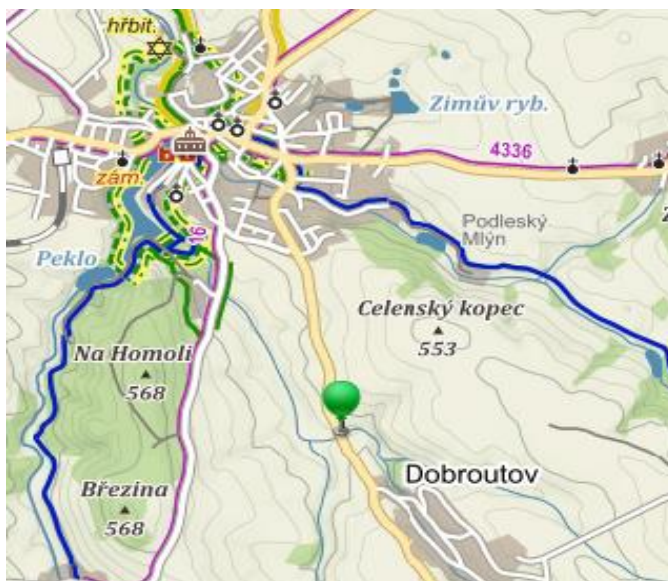 hřbit.
Zimův ryb.
4336
zám.
Z
Podleský
Mlýn
16
Peklo
Celenský kopec
553
Na Homoli
568
Dobroutov
Březina
568